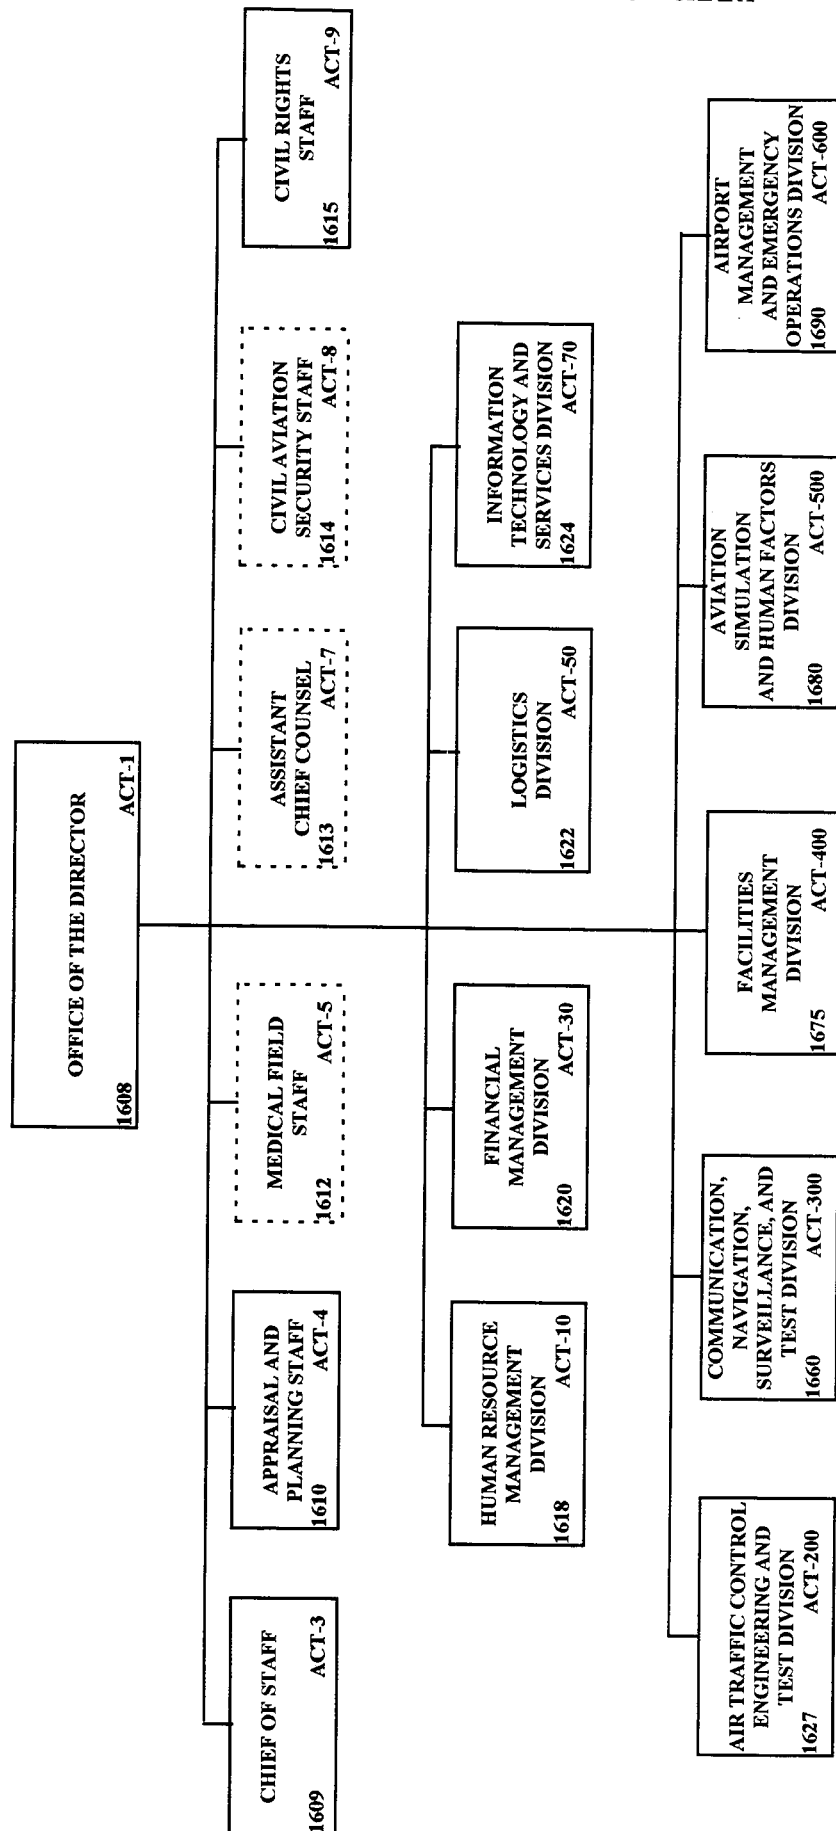 OFFICE OF THE DIRECTOR
1608 ACT-1
CHIEF OF STAFF
1609 ACT-3
APPRAISAL AND
PLANNING STAFF
1610 ACT-4
MEDICAL FIELD
STAFF
1612 ACT-5
ASSISTANT
CHIEF COUNSEL
1613 ACT-7
CIVIL AVIATION
SECURITY STAFF
1614 ACT-8
CIVIL RIGHTS
STAFF
1615 ACT-9
HUMAN RESOURCE
MANAGEMENT
DIVISION
1618 ACT-10
FINANCIAL
MANAGEMENT
DIVISION
1620 ACT-30
LOGISTICS
DIVISION
1622 ACT-50
INFORMATION
TECHNOLOGY AND
SERVICES DIVISION
1624 ACT-70
AIR TRAFFIC CONTROL
ENGINEERING AND
TEST DIVISION
1627 ACT-200
COMMUNICATION,
NAVIGATION,
SURVEILLANCE, AND
TEST DIVISION
1660 ACT-300
FACILITIES
MANAGEMENT
DIVISION
1675 ACT-400
AVIATION
SIMULATION
AND HUMAN FACTORS
DIVISION
1680 ACT-500
AIRPORT
MANAGEMENT
AND EMERGENCY
OPERATIONS DIVISION
1690 ACT-600